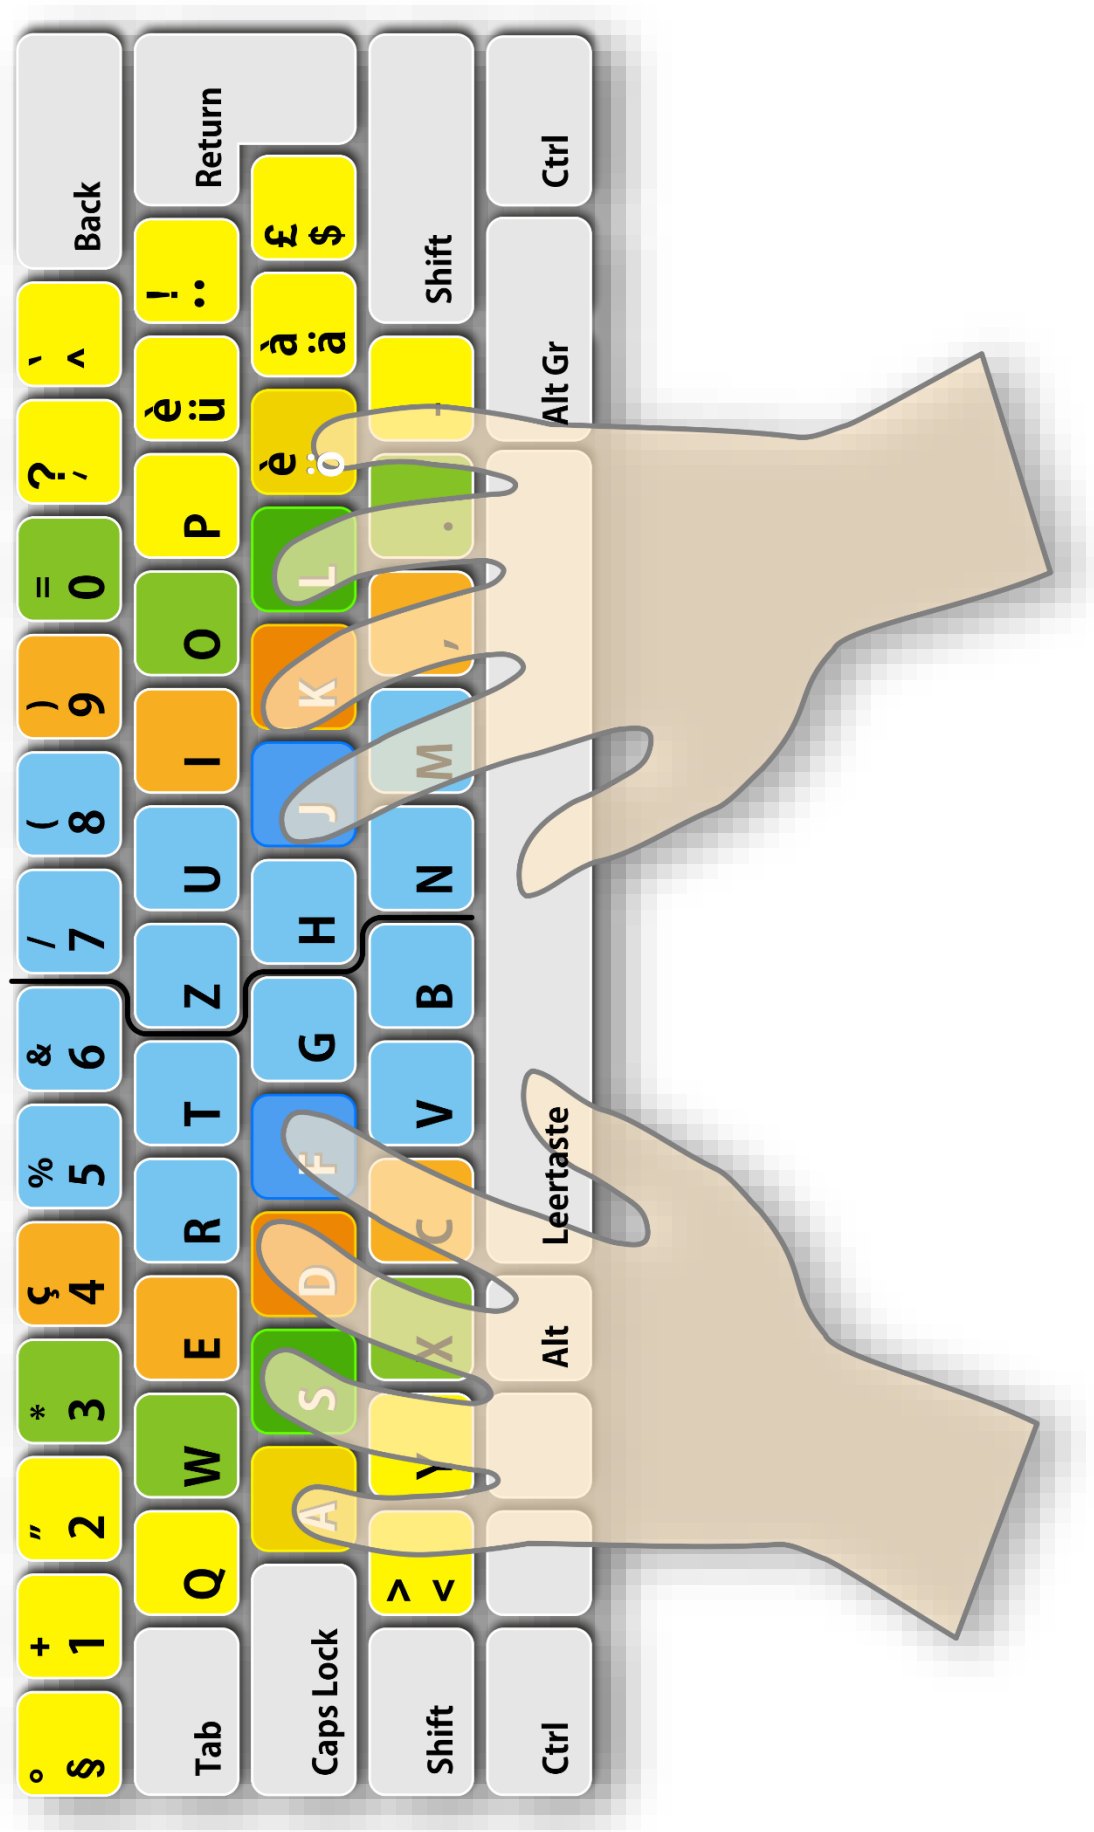 ° + " * ç % & / ( ) = ? ` Back
§ 1 2 3 4 5 6 7 8 9 0 ' ^
Tab Q W E R T Z U I O P è ü ! ¨ Return
Caps Lock A S D F G H J K L è ö à ä £ $
Shift > < Y X C V B N M , . - Shift
Ctrl Alt Leertaste Alt Gr Ctrl